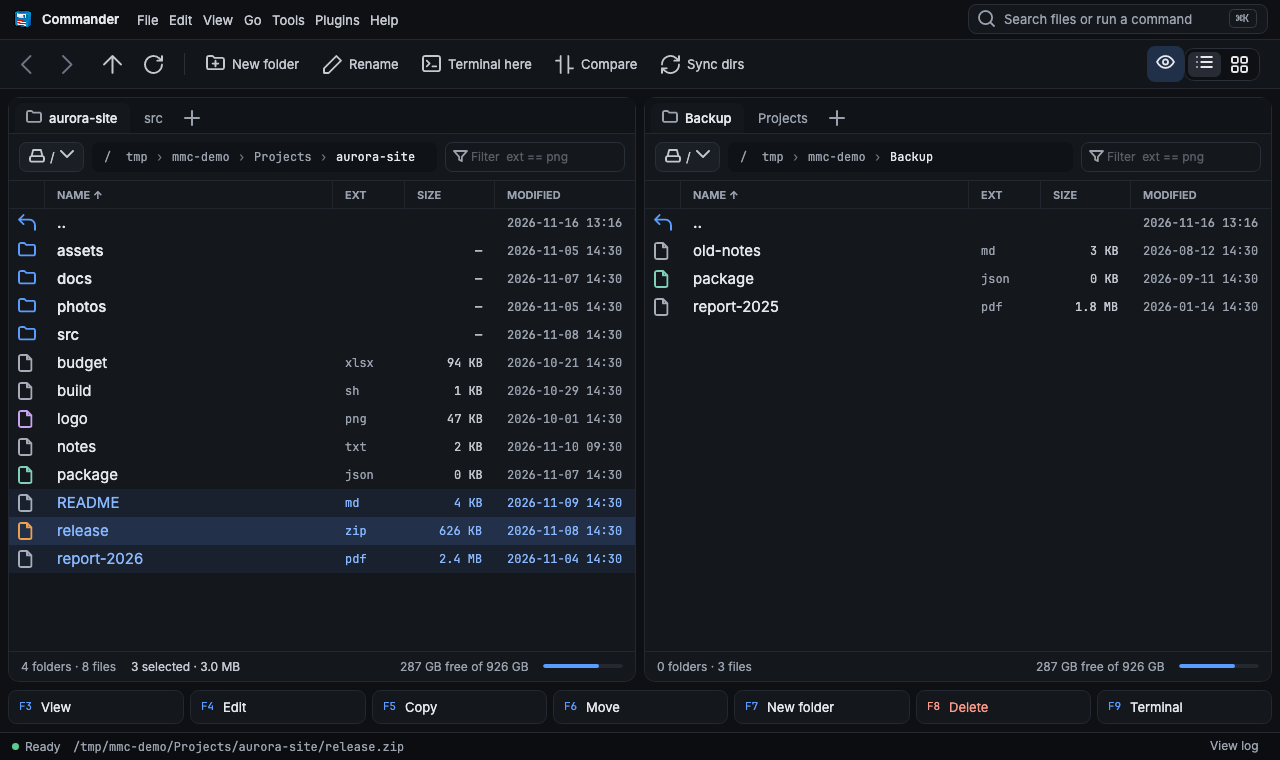 Commander File Edit View Go Tools Plugins Help Search files or run a command ⌘K
New folder Rename Terminal here Compare Sync dirs
aurora-site src
/ / tmp › mmc-demo › Projects › aurora-site Filter ext == png
NAME ↑ EXT SIZE MODIFIED
.. 2026-11-16 13:16
assets — 2026-11-05 14:30
docs — 2026-11-07 14:30
photos — 2026-11-05 14:30
src — 2026-11-08 14:30
budget xlsx 94 KB 2026-10-21 14:30
build sh 1 KB 2026-10-29 14:30
logo png 47 KB 2026-10-01 14:30
notes txt 2 KB 2026-11-10 09:30
package json 0 KB 2026-11-07 14:30
README md 4 KB 2026-11-09 14:30
release zip 626 KB 2026-11-08 14:30
report-2026 pdf 2.4 MB 2026-11-04 14:30
4 folders · 8 files 3 selected · 3.0 MB 287 GB free of 926 GB
Backup Projects
/ / tmp › mmc-demo › Backup Filter ext == png
NAME ↑ EXT SIZE MODIFIED
.. 2026-11-16 13:16
old-notes md 3 KB 2026-08-12 14:30
package json 0 KB 2026-09-11 14:30
report-2025 pdf 1.8 MB 2026-01-14 14:30
0 folders · 3 files 287 GB free of 926 GB
F3 View F4 Edit F5 Copy F6 Move F7 New folder F8 Delete F9 Terminal
Ready /tmp/mmc-demo/Projects/aurora-site/release.zip View log